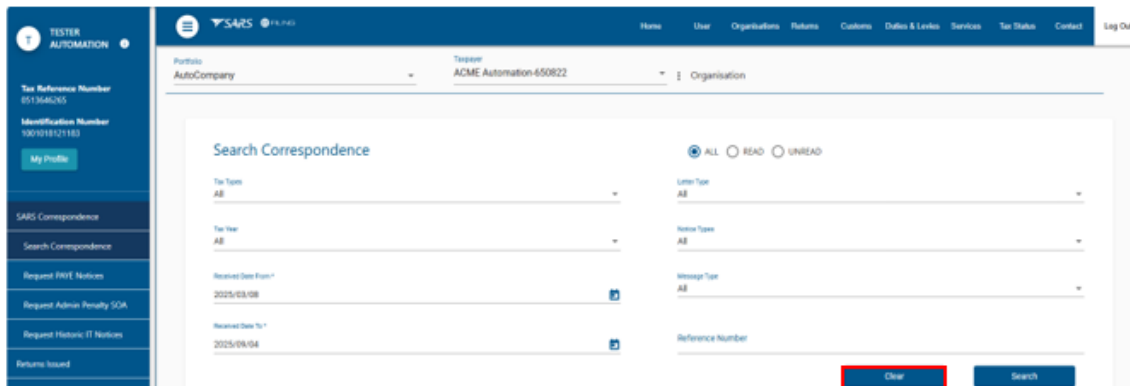 T
TESTER
AUTOMATION
Tax Reference Number
0513646265
Identification Number
1001018121183
My Profile
SARS Correspondence
Search Correspondence
Request PAYE Notices
Request Admin Penalty SOA
Request Historic IT Notices
Returns Issued
SARS eFILING
Home User Organisations Returns Customs Duties & Levies Services Tax Status Contact Log Ou
Portfolio
AutoCompany
Taxpayer
ACME Automation-650822
Organisation
Search Correspondence
ALL READ UNREAD
Tax Types
All
Letter Type
All
Tax Year
All
Notice Types
All
Received Date From *
2025/03/08
Message Type
All
Received Date To *
2025/09/04
Reference Number
Clear Search